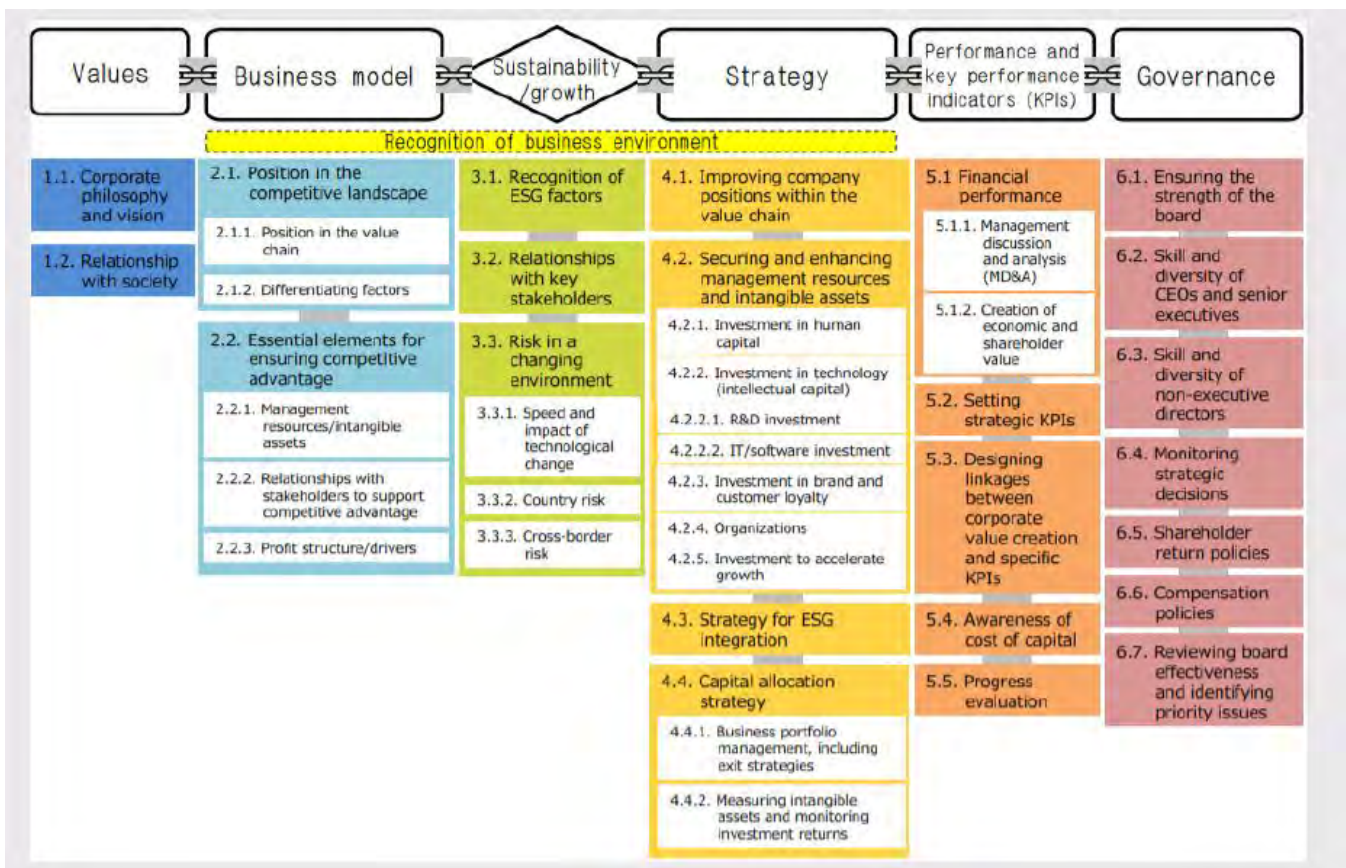 Values
Business model
Sustainability
/growth
Strategy
Performance and
key performance
indicators (KPIs)
Governance
Recognition of business environment
1.1. Corporate
philosophy
and vision
1.2. Relationship
with society
2.1. Position in the
competitive landscape
2.1.1. Position in the value
chain
2.1.2. Differentiating factors
2.2. Essential elements for
ensuring competitive
advantage
2.2.1. Management
resources/intangible
assets
2.2.2. Relationships with
stakeholders to support
competitive advantage
2.2.3. Profit structure/drivers
3.1. Recognition of
ESG factors
3.2. Relationships
with key
stakeholders
3.3. Risk in a
changing
environment
3.3.1. Speed and
impact of
technological
change
3.3.2. Country risk
3.3.3. Cross-border
risk
4.1. Improving company
positions within the
value chain
4.2. Securing and enhancing
management resources
and intangible assets
4.2.1. Investment in human
capital
4.2.2. Investment in technology
(intellectual capital)
4.2.2.1. R&D investment
4.2.2.2. IT/software investment
4.2.3. Investment in brand and
customer loyalty
4.2.4. Organizations
4.2.5. Investment to accelerate
growth
4.3. Strategy for ESG
integration
4.4. Capital allocation
strategy
4.4.1. Business portfolio
management, including
exit strategies
4.4.2. Measuring intangible
assets and monitoring
investment returns
5.1 Financial
performance
5.1.1. Management
discussion
and analysis
(MD&A)
5.1.2. Creation of
economic and
shareholder
value
5.2. Setting
strategic KPIs
5.3. Designing
linkages
between
corporate
value creation
and specific
KPIs
5.4. Awareness of
cost of capital
5.5. Progress
evaluation
6.1. Ensuring the
strength of the
board
6.2. Skill and
diversity of
CEOs and senior
executives
6.3. Skill and
diversity of
non-executive
directors
6.4. Monitoring
strategic
decisions
6.5. Shareholder
return policies
6.6. Compensation
policies
6.7. Reviewing board
effectiveness
and identifying
priority issues